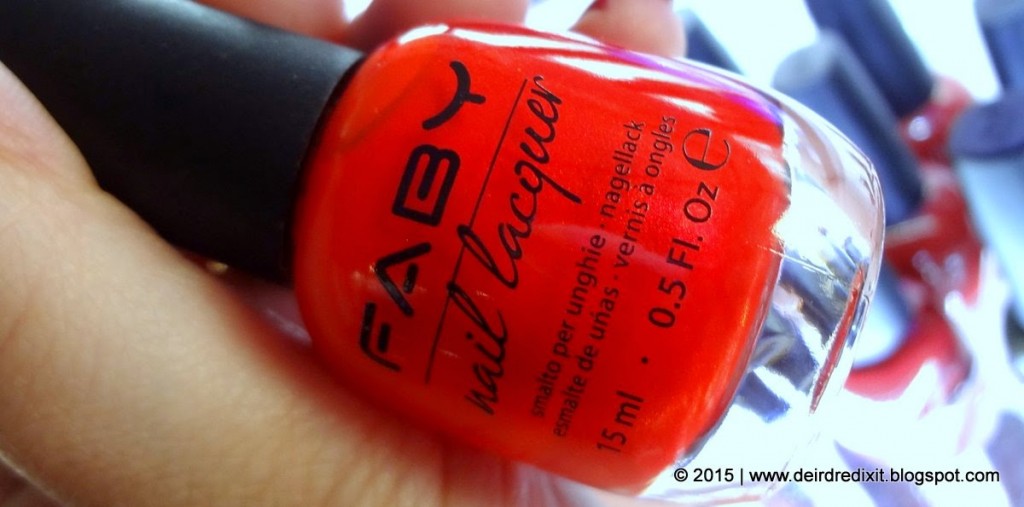 FABY
nail lacquer
smalto per unghie · nagellack
esmalte de uñas · vernis à ongles
15 ml · 0.5 Fl. Oz e
© 2015 | www.deirdredixit.blogspot.com